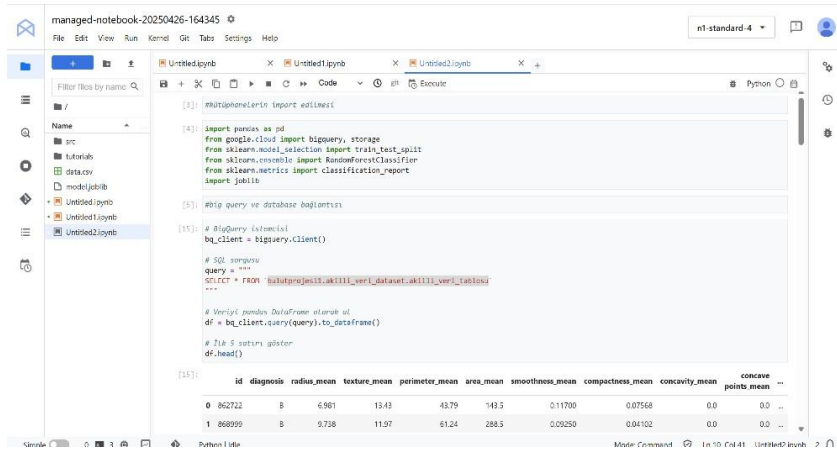 managed-notebook-20250426-164345
n1-standard-4
File Edit View Run Kernel Git Tabs Settings Help
Untitled.ipynb
Untitled1.ipynb
Untitled2.ipynb
Filter files by name
Code
Execute
Python
/
Name
src
tutorials
data.csv
model.joblib
Untitled.ipynb
Untitled1.ipynb
Untitled2.ipynb
[3]: #kütüphanelerin import edilmesi
[4]: import pandas as pd
from google.cloud import bigquery, storage
from sklearn.model_selection import train_test_split
from sklearn.ensemble import RandomForestClassifier
from sklearn.metrics import classification_report
import joblib
[5]: #big query ve database bağlantısı
[15]: # BigQuery istemcisi
bq_client = bigquery.Client()
# SQL sorgusu
query = """
SELECT * FROM `bulutprojesi1.akilli_veri_dataset.akilli_veri_tablosu`
"""
# Veriyi pandas DataFrame olarak al
df = bq_client.query(query).to_dataframe()
# İlk 5 satırı göster
df.head()
[15]:
id diagnosis radius_mean texture_mean perimeter_mean area_mean smoothness_mean compactness_mean concavity_mean concave points_mean ...
0 862722 B 6.981 13.43 43.79 143.5 0.11700 0.07568 0.0 0.0 ...
1 868999 B 9.738 11.97 61.24 288.5 0.09250 0.04102 0.0 0.0 ...
Simple 0 3 Python | Idle Mode: Command Ln 10, Col 41 Untitled2.ipynb 2